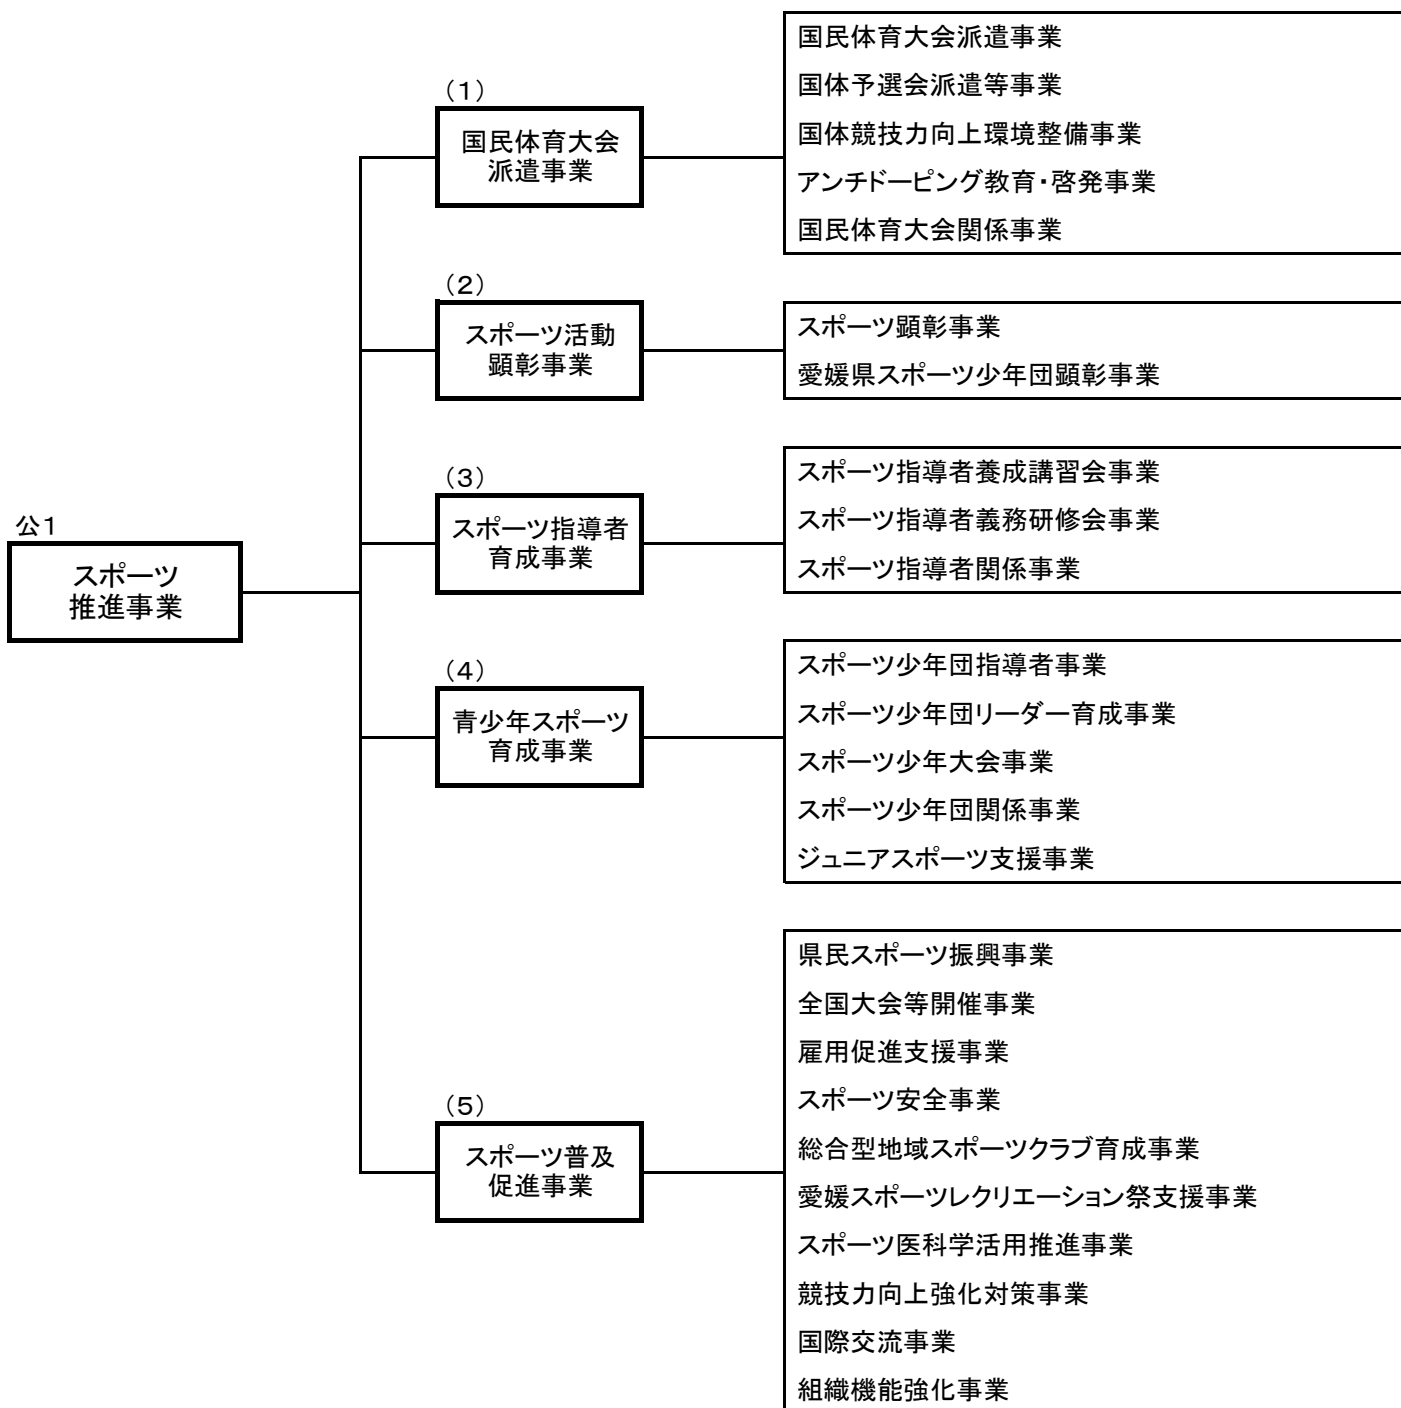 公1
スポーツ
推進事業
（1）
国民体育大会
派遣事業
国民体育大会派遣事業
国体予選会派遣等事業
国体競技力向上環境整備事業
アンチドーピング教育・啓発事業
国民体育大会関係事業
（2）
スポーツ活動
顕彰事業
スポーツ顕彰事業
愛媛県スポーツ少年団顕彰事業
（3）
スポーツ指導者
育成事業
スポーツ指導者養成講習会事業
スポーツ指導者義務研修会事業
スポーツ指導者関係事業
（4）
青少年スポーツ
育成事業
スポーツ少年団指導者事業
スポーツ少年団リーダー育成事業
スポーツ少年大会事業
スポーツ少年団関係事業
ジュニアスポーツ支援事業
（5）
スポーツ普及
促進事業
県民スポーツ振興事業
全国大会等開催事業
雇用促進支援事業
スポーツ安全事業
総合型地域スポーツクラブ育成事業
愛媛スポーツレクリエーション祭支援事業
スポーツ医科学活用推進事業
競技力向上強化対策事業
国際交流事業
組織機能強化事業